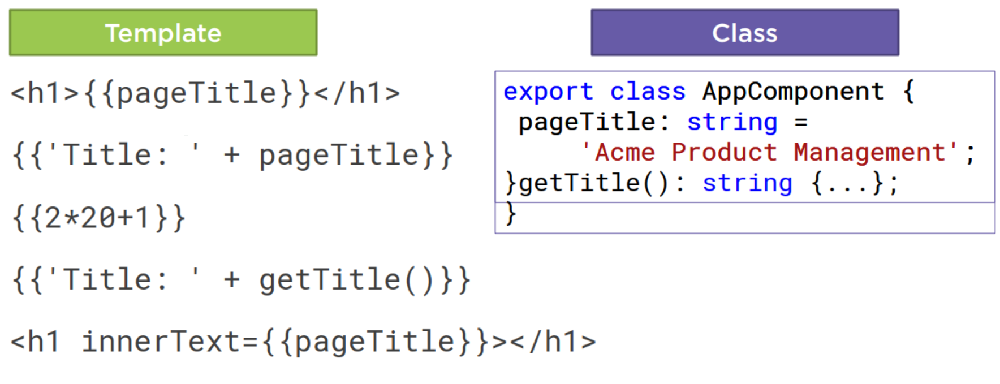 Template
<h1>{{pageTitle}}</h1>
{{'Title: ' + pageTitle}}
{{2*20+1}}
{{'Title: ' + getTitle()}}
<h1 innerText={{pageTitle}}></h1>
Class
export class AppComponent {
pageTitle: string =
'Acme Product Management';
}getTitle(): string {...};
}